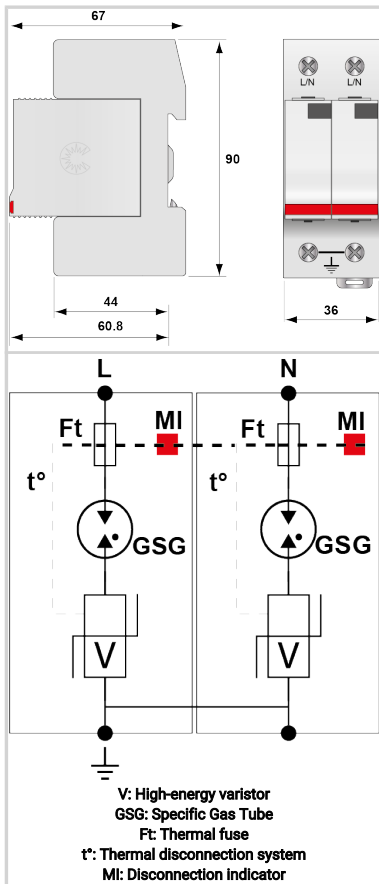 67
L/N L/N
90
44
60.8
36
L N
Ft MI Ft MI
t° t°
GSG GSG
V V
V: High-energy varistor
GSG: Specific Gas Tube
Ft: Thermal fuse
t°: Thermal disconnection system
MI: Disconnection indicator